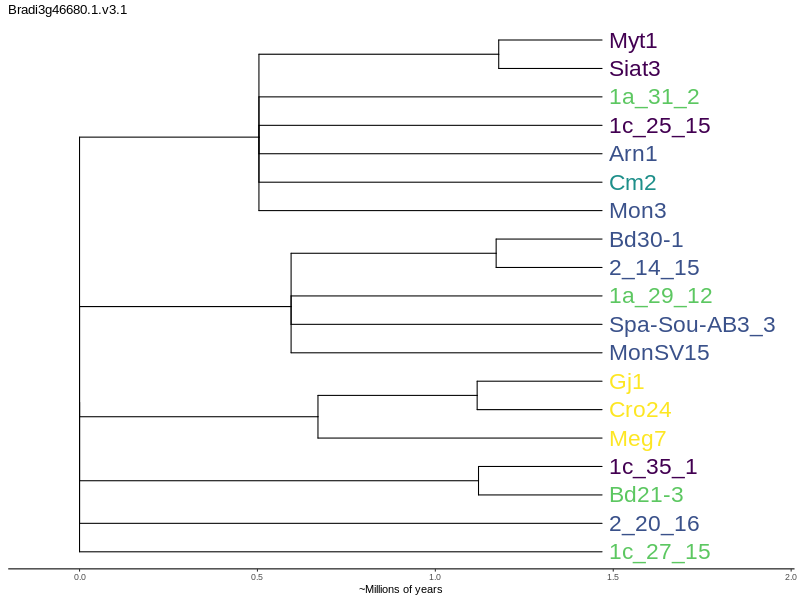 Bradi3g46680.1.v3.1
Myt1
Siat3
1a_31_2
1c_25_15
Arn1
Cm2
Mon3
Bd30-1
2_14_15
1a_29_12
Spa-Sou-AB3_3
MonSV15
Gj1
Cro24
Meg7
1c_35_1
Bd21-3
2_20_16
1c_27_15
0.0 0.5 1.0 1.5 2.0
~Millions of years